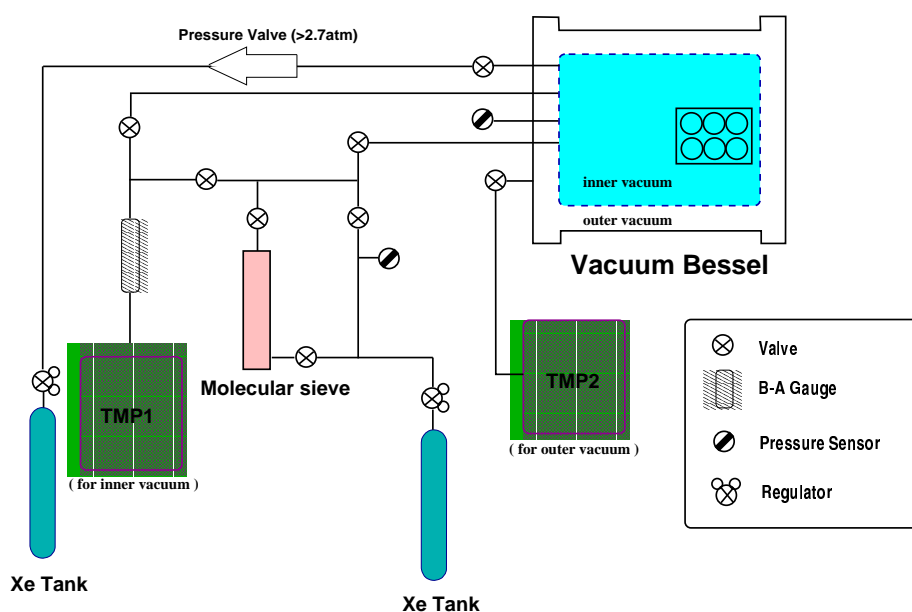 Pressure Valve (>2.7atm)
inner vacuum
outer vacuum
Vacuum Bessel
Molecular sieve
TMP1
( for inner vacuum )
TMP2
( for outer vacuum )
Valve
B-A Gauge
Pressure Sensor
Regulator
Xe Tank
Xe Tank